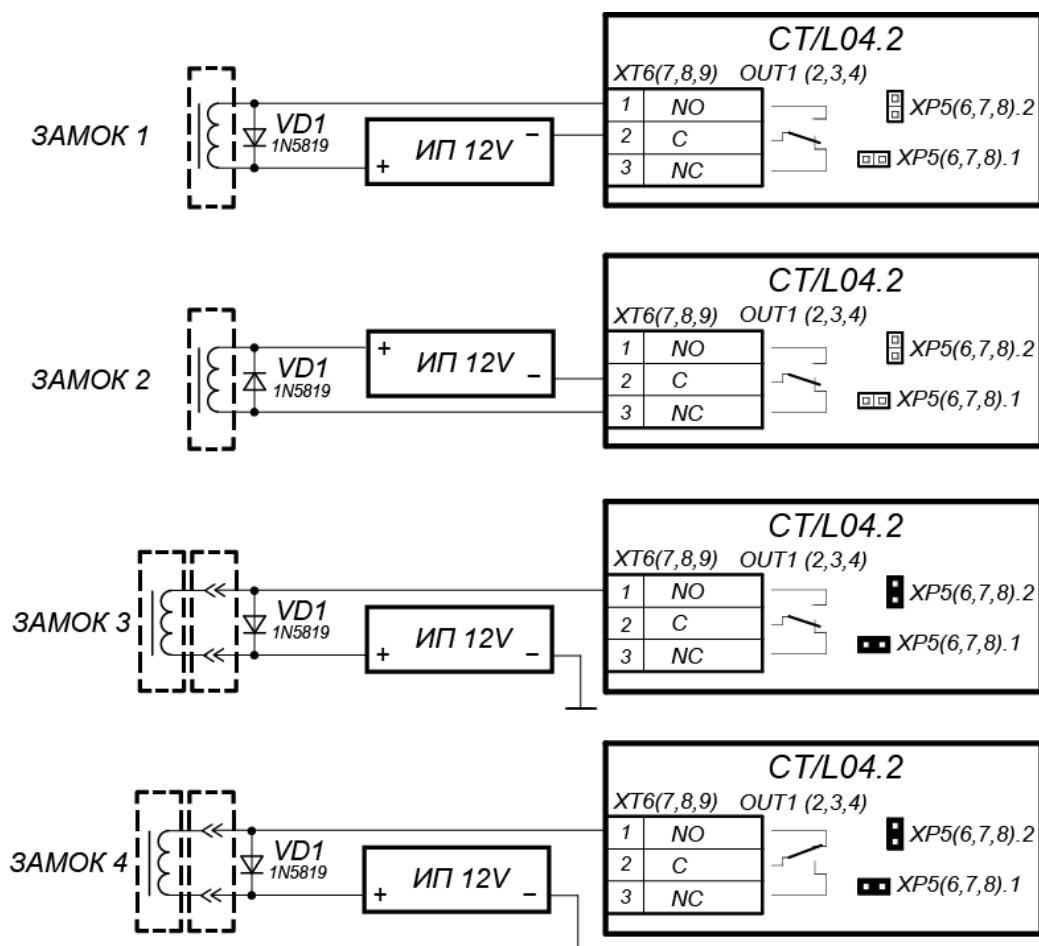 CT/L04.2
XT6(7,8,9) OUT1 (2,3,4)
1 NO
XP5(6,7,8).2
ЗАМОК 1
VD1
1N5819
+ ИП 12V −
2 C
3 NC
XP5(6,7,8).1
CT/L04.2
XT6(7,8,9) OUT1 (2,3,4)
1 NO
XP5(6,7,8).2
ЗАМОК 2
VD1
1N5819
+ ИП 12V −
2 C
3 NC
XP5(6,7,8).1
CT/L04.2
XT6(7,8,9) OUT1 (2,3,4)
1 NO
XP5(6,7,8).2
ЗАМОК 3
VD1
1N5819
+ ИП 12V −
2 C
3 NC
XP5(6,7,8).1
CT/L04.2
XT6(7,8,9) OUT1 (2,3,4)
1 NO
XP5(6,7,8).2
ЗАМОК 4
VD1
1N5819
+ ИП 12V −
2 C
3 NC
XP5(6,7,8).1